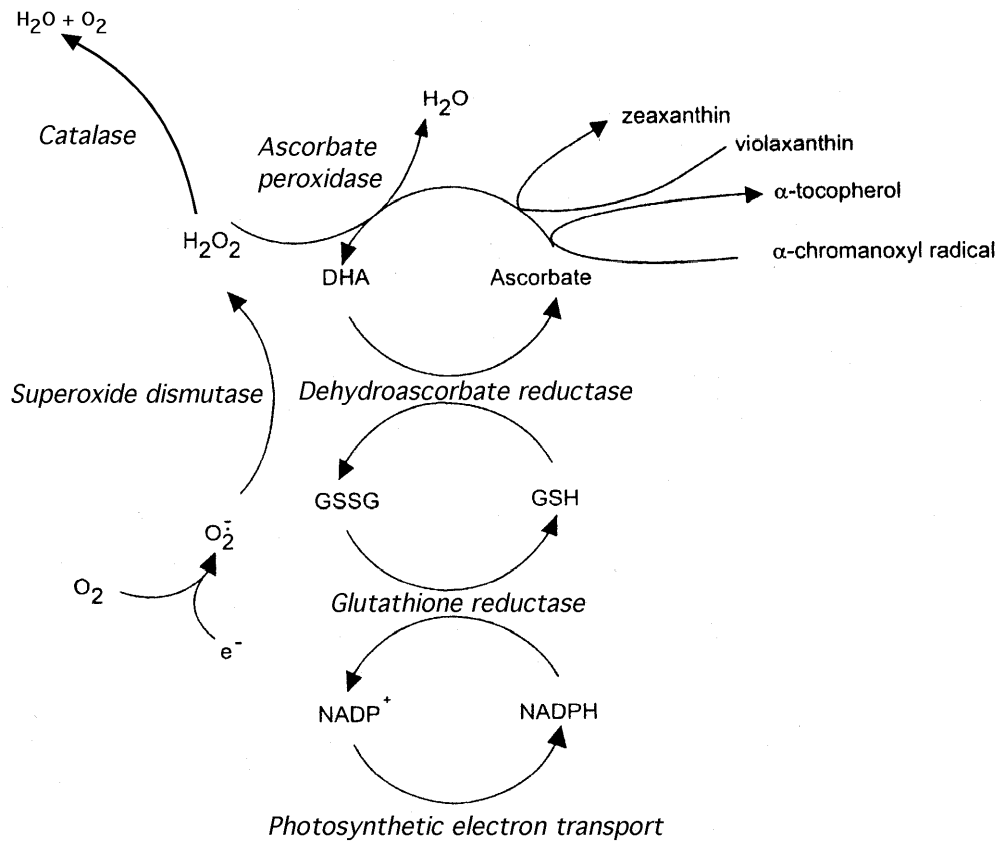 H₂O + O₂
Catalase
Ascorbate
peroxidase
H₂O
zeaxanthin
violaxanthin
α-tocopherol
α-chromanoxyl radical
H₂O₂
DHA
Ascorbate
Superoxide dismutase
Dehydroascorbate reductase
GSSG
GSH
O₂⨪
O₂
e⁻
Glutathione reductase
NADP⁺
NADPH
Photosynthetic electron transport